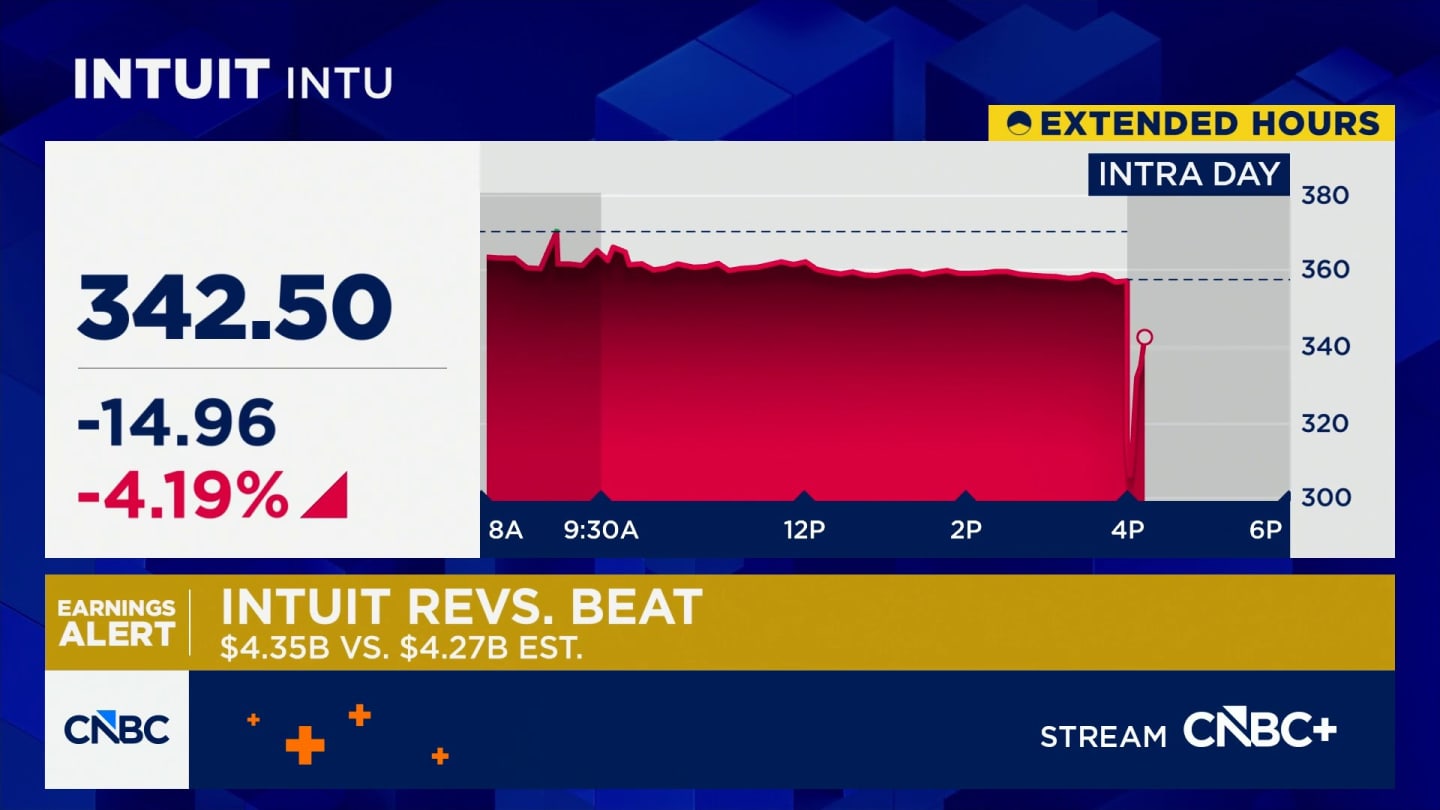 INTUIT INTU
EXTENDED HOURS
INTRA DAY
342.50
-14.96
-4.19%
380
360
340
320
300
8A 9:30A 12P 2P 4P 6P
EARNINGS
ALERT
INTUIT REVS. BEAT
$4.35B VS. $4.27B EST.
CNBC
STREAM CNBC+